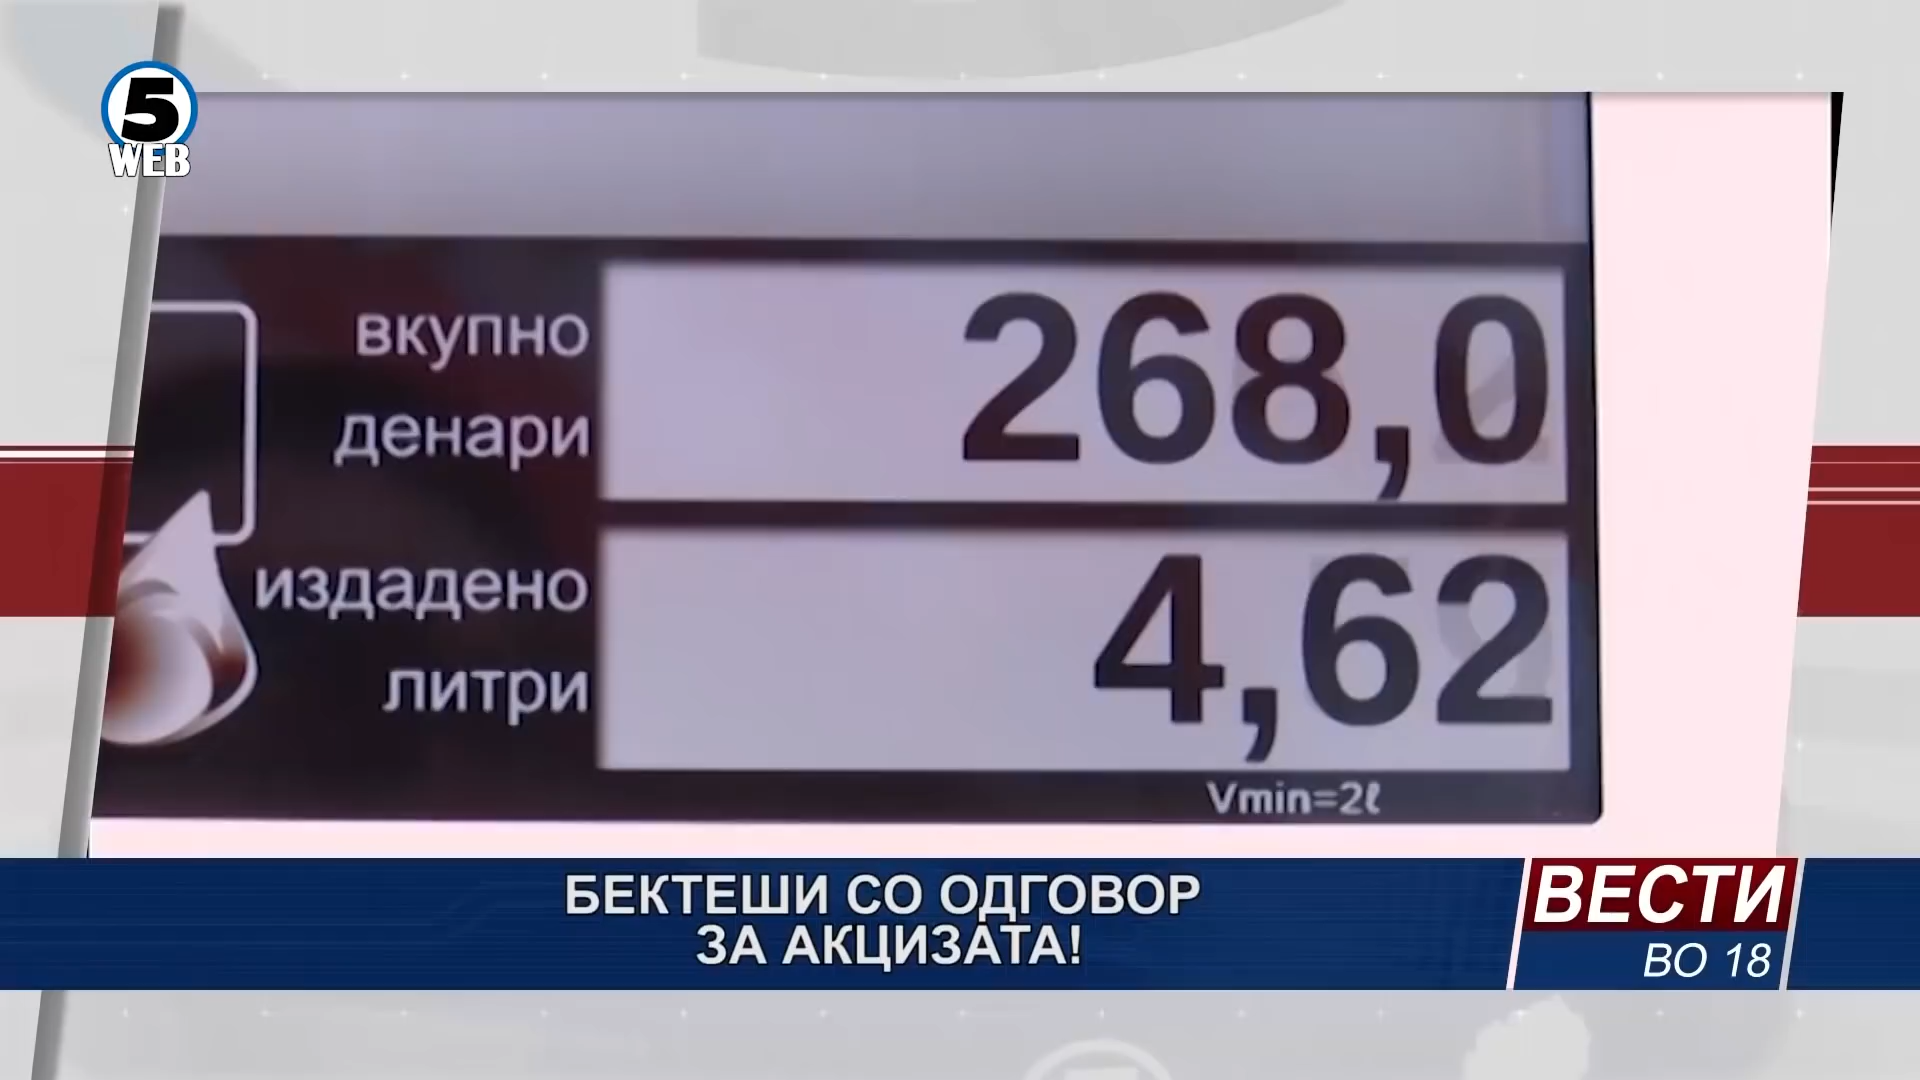 5
WEB
вкупно
денари
268,0
издадено
литри
4,62
Vmin=2ℓ
БЕКТЕШИ СО ОДГОВОР
ЗА АКЦИЗАТА!
ВЕСТИ
ВО 18